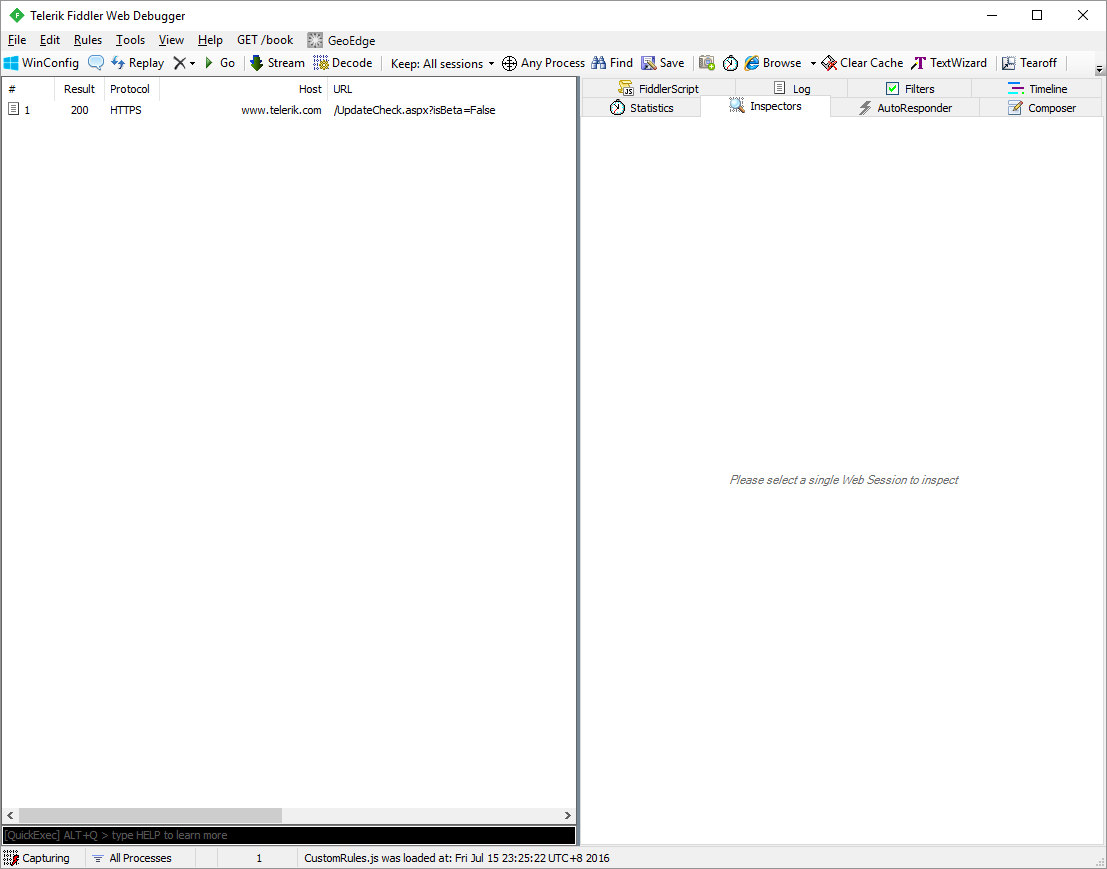 Telerik Fiddler Web Debugger
File Edit Rules Tools View Help GET /book GeoEdge
WinConfig Replay Go Stream Decode Keep: All sessions Any Process Find Save Browse Clear Cache TextWizard Tearoff
# Result Protocol Host URL
1 200 HTTPS www.telerik.com /UpdateCheck.aspx?isBeta=False
FiddlerScript Log Filters Timeline
Statistics Inspectors AutoResponder Composer
Please select a single Web Session to inspect
[QuickExec] ALT+Q > type HELP to learn more
Capturing All Processes 1 CustomRules.js was loaded at: Fri Jul 15 23:25:22 UTC+8 2016